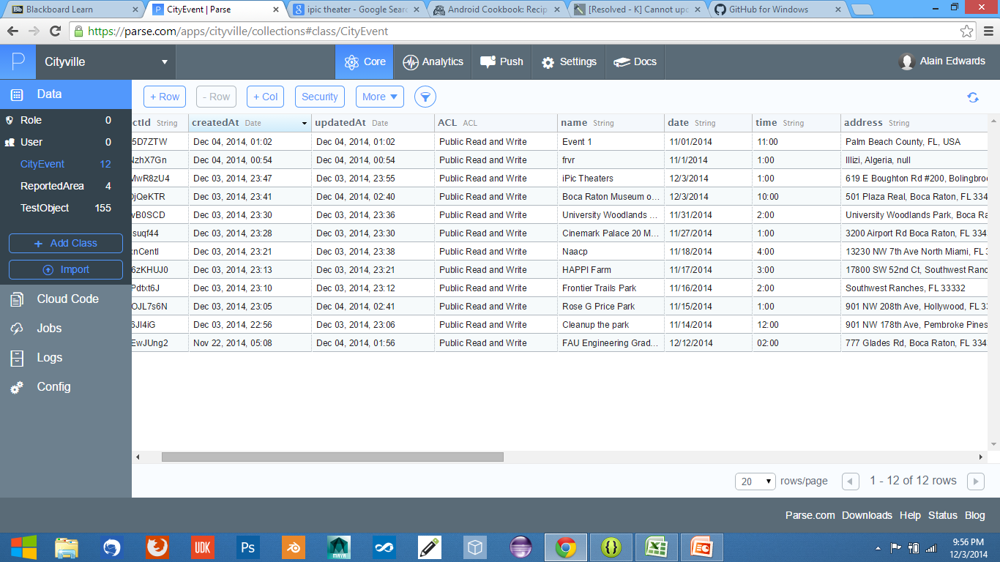 Blackboard Learn
CityEvent | Parse
ipic theater - Google Sear
Android Cookbook: Recip
[Resolved - K] Cannot upd
GitHub for Windows
https://parse.com/apps/cityville/collections#class/CityEvent
P Cityville Core Analytics Push Settings Docs Alain Edwards
Data
+ Row - Row + Col Security More
Role 0
User 0
CityEvent 12
ReportedArea 4
TestObject 155
+ Add Class
Import
Cloud Code
Jobs
Logs
Config
ctId String createdAt Date updatedAt Date ACL ACL name String date String time String address String
5D7ZTW Dec 04, 2014, 01:02 Dec 04, 2014, 01:02 Public Read and Write Event 1 11/01/2014 11:00 Palm Beach County, FL, USA
NzhX7Gn Dec 04, 2014, 00:54 Dec 04, 2014, 00:54 Public Read and Write frvr 11/1/2014 1:00 Illizi, Algeria, null
MwR8zU4 Dec 03, 2014, 23:47 Dec 03, 2014, 23:55 Public Read and Write iPic Theaters 12/3/2014 1:00 619 E Boughton Rd #200, Bolingbroo
jQeKTR Dec 03, 2014, 23:41 Dec 04, 2014, 02:40 Public Read and Write Boca Raton Museum o... 12/3/2014 10:00 501 Plaza Real, Boca Raton, FL 334
vB0SCD Dec 03, 2014, 23:30 Dec 03, 2014, 23:36 Public Read and Write University Woodlands ... 11/31/2014 2:00 University Woodlands Park, Boca Ra
suqf44 Dec 03, 2014, 23:28 Dec 03, 2014, 23:30 Public Read and Write Cinemark Palace 20 M... 11/27/2014 1:00 3200 Airport Rd Boca Raton, FL 334
Dec 03, 2014, 23:21 Dec 03, 2014, 23:38 Public Read and Write Naacp 11/18/2014 4:00 13230 NW 7th Ave North Miami, FL 3
6zKHUJ0 Dec 03, 2014, 23:13 Dec 03, 2014, 23:21 Public Read and Write HAPPI Farm 11/17/2014 3:00 17800 SW 52nd Ct, Southwest Ranc
Pdtxt6J Dec 03, 2014, 23:10 Dec 03, 2014, 23:12 Public Read and Write Frontier Trails Park 11/16/2014 2:00 Southwest Ranches, FL 33332
OJL7s6N Dec 03, 2014, 23:05 Dec 04, 2014, 02:41 Public Read and Write Rose G Price Park 11/15/2014 1:00 901 NW 208th Ave, Hollywood, FL 3
Dec 03, 2014, 22:56 Dec 03, 2014, 23:06 Public Read and Write Cleanup the park 11/14/2014 12:00 901 NW 178th Ave, Pembroke Pines
EwJUng2 Nov 22, 2014, 05:08 Dec 04, 2014, 01:56 Public Read and Write FAU Engineering Grad... 12/12/2014 02:00 777 Glades Rd, Boca Raton, FL 334
20 rows/page 1 - 12 of 12 rows
Parse.com Downloads Help Status Blog
UDK Ps MAYA
9:56 PM
12/3/2014